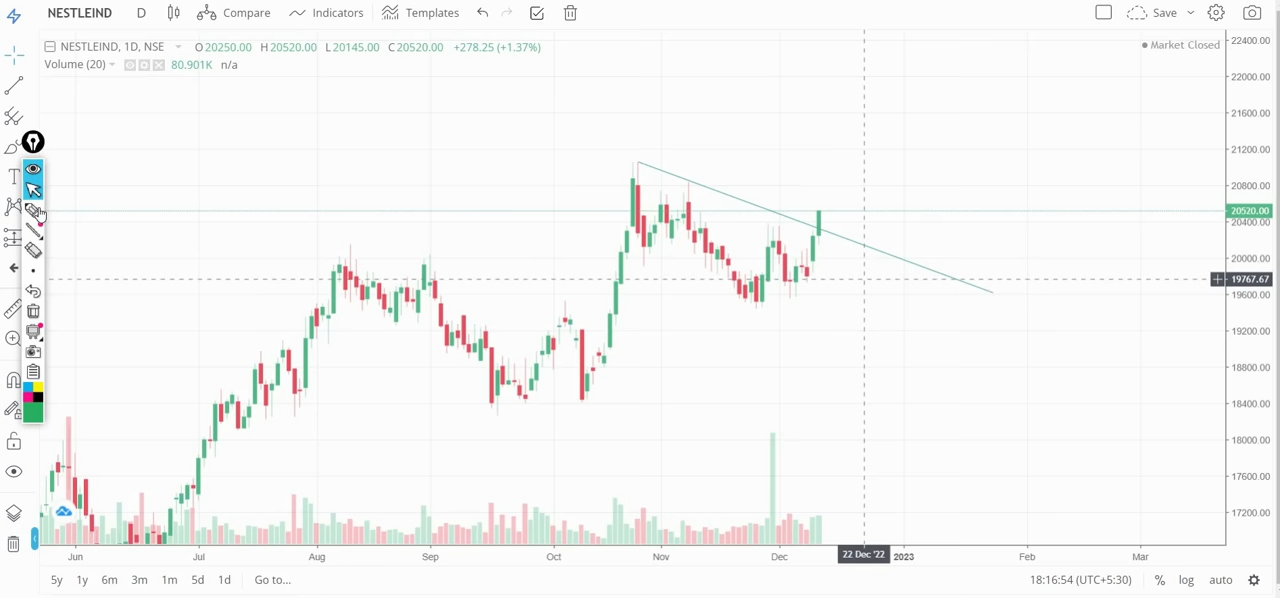 NESTLEIND D Compare Indicators Templates Save
NESTLEIND, 1D, NSE O20250.00 H20520.00 L20145.00 C20520.00 +278.25 (+1.37%)
Market Closed
Volume (20) 80.901K n/a
T
22400.00
22000.00
21600.00
21200.00
20800.00
20520.00
20400.00
20000.00
19767.67
19600.00
19200.00
18800.00
18400.00
18000.00
17600.00
17200.00
Jun Jul Aug Sep Oct Nov Dec 22 Dec '22 2023 Feb Mar
5y 1y 6m 3m 1m 5d 1d Go to... 18:16:54 (UTC+5:30) % log auto